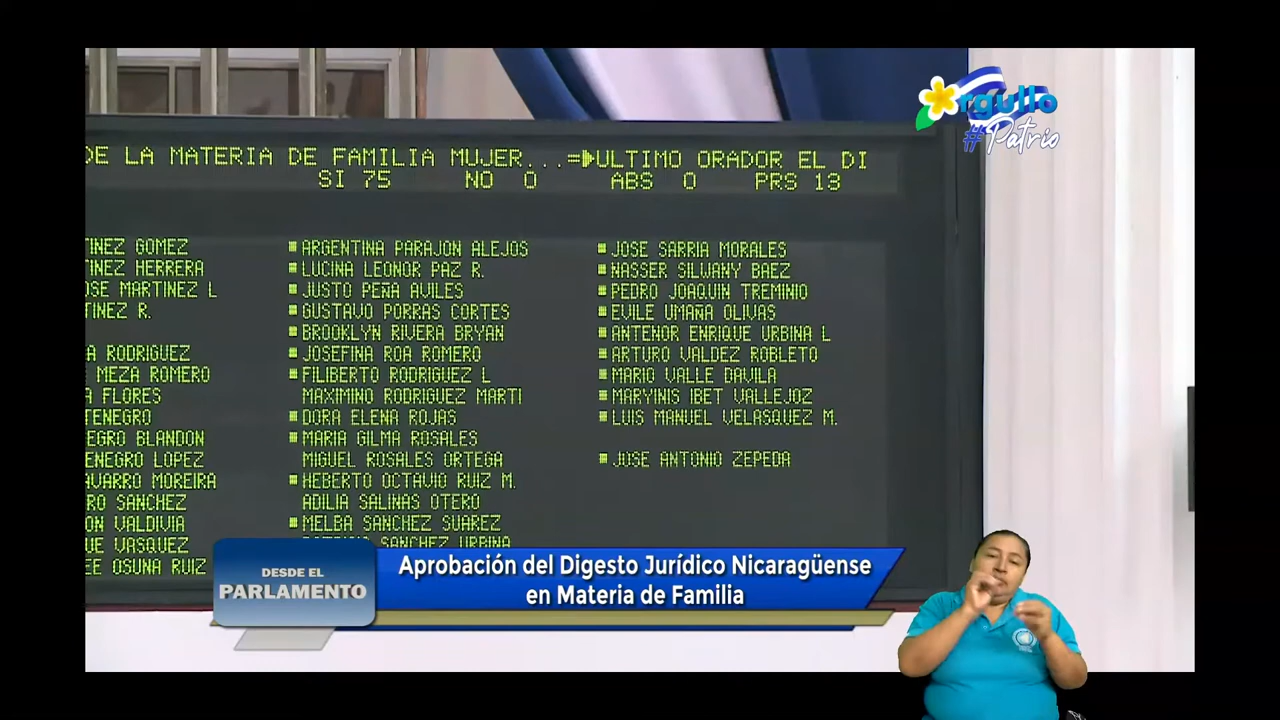 Orgullo
#Patrio
DE LA MATERIA DE FAMILIA MUJER...=ULTIMO ORADOR EL DI
SI 75 NO 0 ABS 0 PRS 13
TINEZ GOMEZ
TINEZ HERRERA
OSE MARTINEZ L
TINEZ R.
A RODRIGUEZ
MEZA ROMERO
A FLORES
TENEGRO
EGRO BLANDON
ENEGRO LOPEZ
AVARRO MOREIRA
RO SANCHEZ
ON VALDIVIA
UE VASQUEZ
EE OSUNA RUIZ
ARGENTINA PARAJON ALEJOS
LUCINA LEONOR PAZ R.
JUSTO PEÑA AVILES
GUSTAVO PORRAS CORTES
BROOKLYN RIVERA BRYAN
JOSEFINA ROA ROMERO
FILIBERTO RODRIGUEZ L
MAXIMINO RODRIGUEZ MARTI
DORA ELENA ROJAS
MARIA GILMA ROSALES
MIGUEL ROSALES ORTEGA
HEBERTO OCTAVIO RUIZ M.
ADILIA SALINAS OTERO
MELBA SANCHEZ SUAREZ
SANCHEZ URBINA
JOSE SARRIA MORALES
NASSER SILWANY BAEZ
PEDRO JOAQUIN TREMINIO
EVILE UMAÑA OLIVAS
ANTENOR ENRIQUE URBINA L
ARTURO VALDEZ ROBLETO
MARIO VALLE DAVILA
MARYINIS IBET VALLEJOZ
LUIS MANUEL VELASQUEZ M.
JOSE ANTONIO ZEPEDA
DESDE EL
PARLAMENTO
Aprobación del Digesto Jurídico Nicaragüense
en Materia de Familia